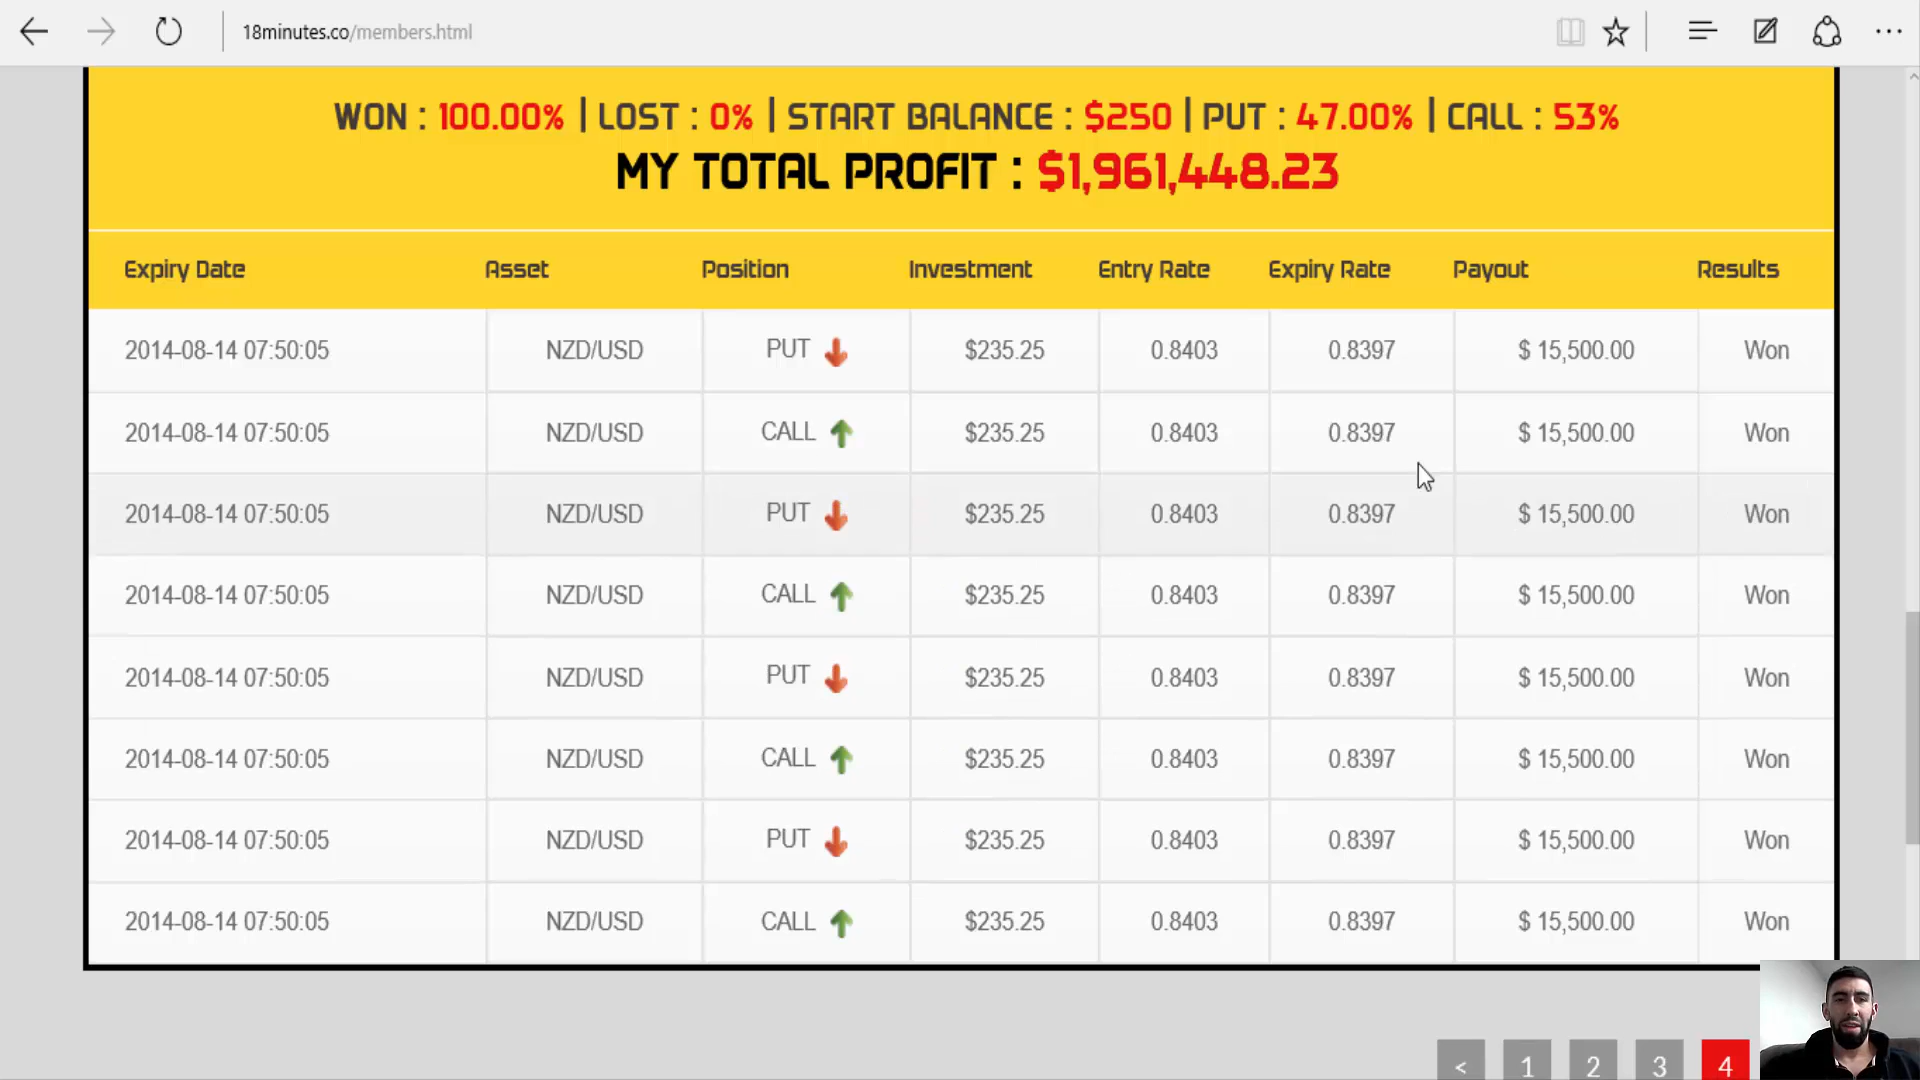 18minutes.co/members.html
WON : 100.00% | LOST : 0% | START BALANCE : $250 | PUT : 47.00% | CALL : 53%
MY TOTAL PROFIT : $1,961,448.23
Expiry Date Asset Position Investment Entry Rate Expiry Rate Payout Results
2014-08-14 07:50:05 NZD/USD PUT $235.25 0.8403 0.8397 $ 15,500.00 Won
2014-08-14 07:50:05 NZD/USD CALL $235.25 0.8403 0.8397 $ 15,500.00 Won
2014-08-14 07:50:05 NZD/USD PUT $235.25 0.8403 0.8397 $ 15,500.00 Won
2014-08-14 07:50:05 NZD/USD CALL $235.25 0.8403 0.8397 $ 15,500.00 Won
2014-08-14 07:50:05 NZD/USD PUT $235.25 0.8403 0.8397 $ 15,500.00 Won
2014-08-14 07:50:05 NZD/USD CALL $235.25 0.8403 0.8397 $ 15,500.00 Won
2014-08-14 07:50:05 NZD/USD PUT $235.25 0.8403 0.8397 $ 15,500.00 Won
2014-08-14 07:50:05 NZD/USD CALL $235.25 0.8403 0.8397 $ 15,500.00 Won
< 1 2 3 4